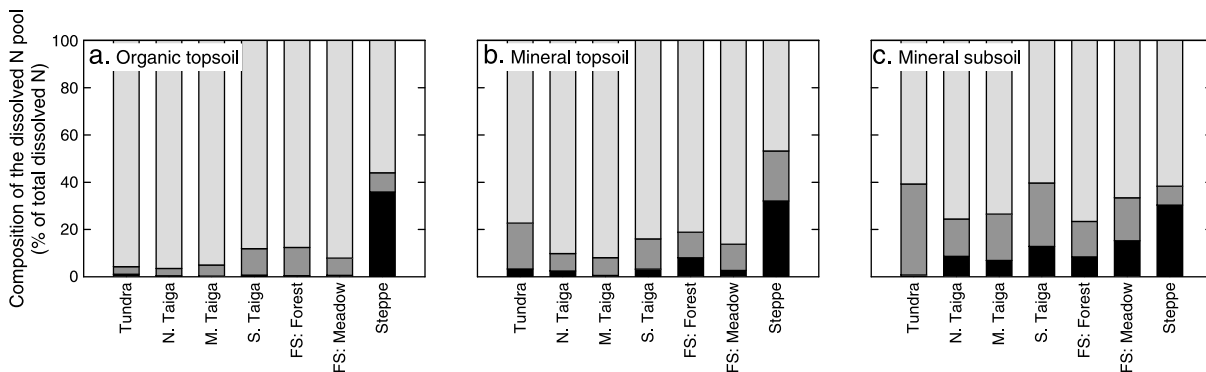 Composition of the dissolved N pool
(% of total dissolved N)
100
80
60
40
20
0
a. Organic topsoil
Tundra
N. Taiga
M. Taiga
S. Taiga
FS: Forest
FS: Meadow
Steppe
b. Mineral topsoil
Tundra
N. Taiga
M. Taiga
S. Taiga
FS: Forest
FS: Meadow
Steppe
c. Mineral subsoil
Tundra
N. Taiga
M. Taiga
S. Taiga
FS: Forest
FS: Meadow
Steppe